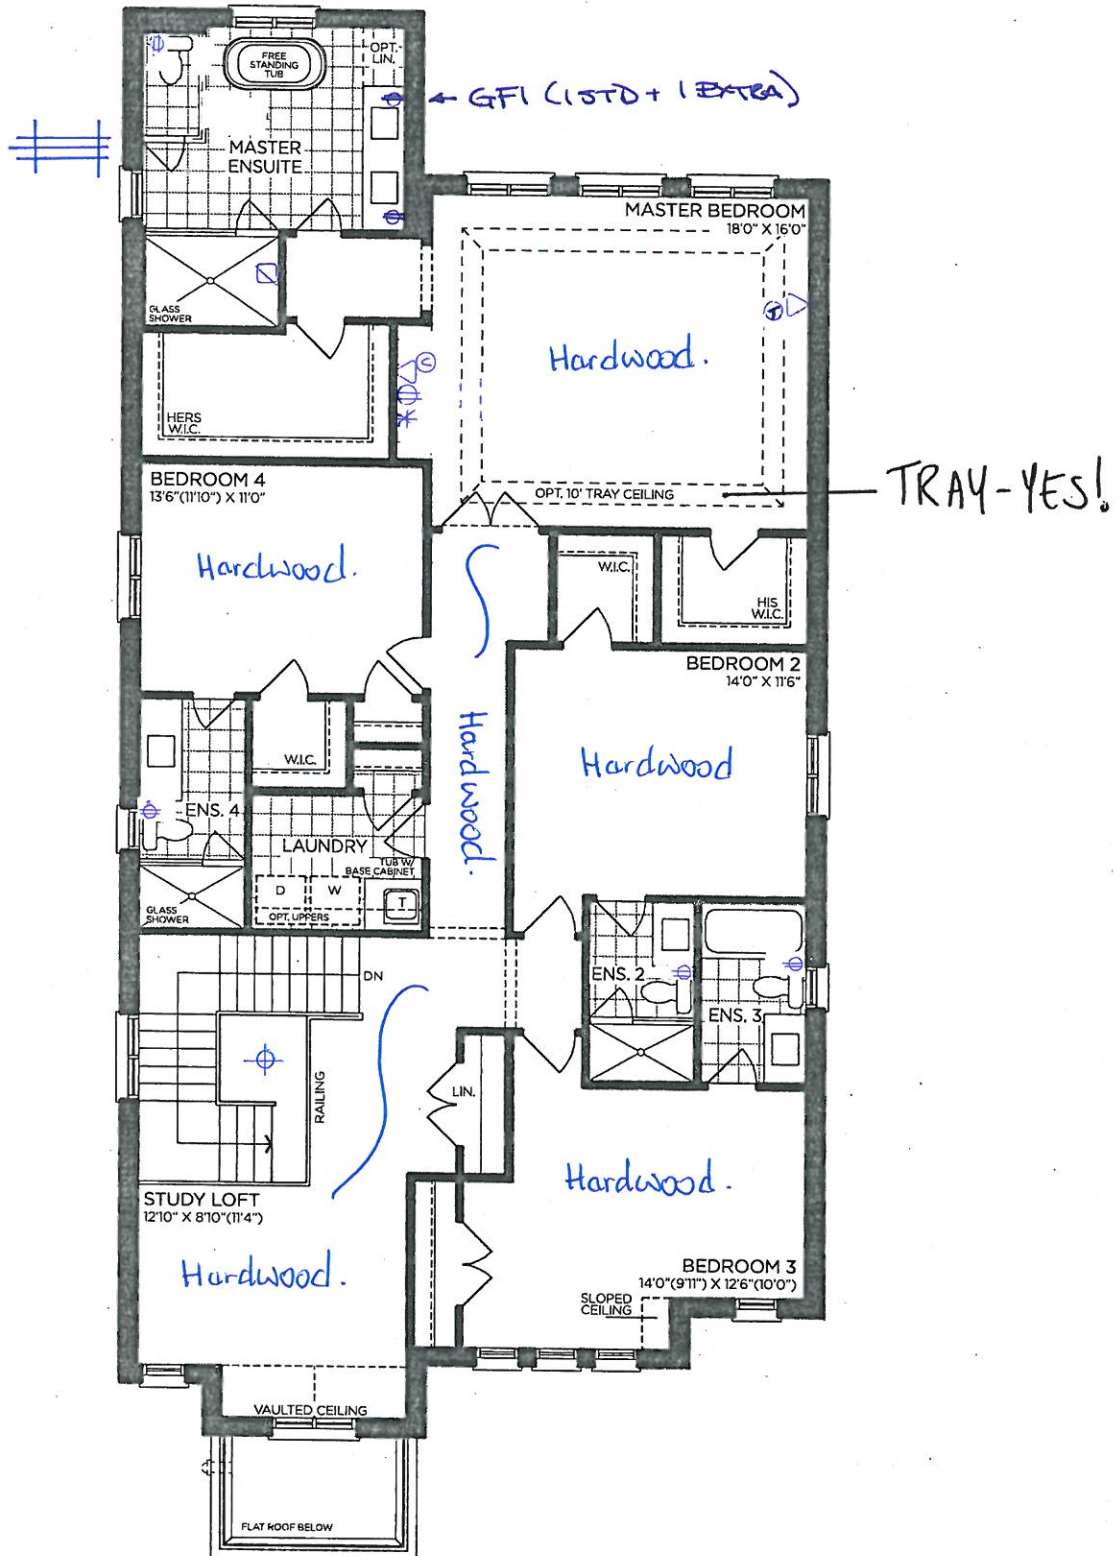 OPT.
LIN.
FREE
STANDING
TUB
← GFI (1 STD + 1 EXTRA)
MASTER
ENSUITE
MASTER BEDROOM
18'0" X 16'0"
GLASS
SHOWER
T
Hardwood.
HERS
W.I.C.
OPT. 10' TRAY CEILING
TRAY-YES!
BEDROOM 4
13'6"(11'10") X 11'0"
Hardwood.
W.I.C.
HIS
W.I.C.
BEDROOM 2
14'0" X 11'6"
Hardwood.
Hardwood
W.I.C.
ENS. 4
LAUNDRY
TUB W/
BASE CABINET
D
W
T
OPT. UPPERS
GLASS
SHOWER
DN
ENS. 2
ENS. 3
RAILING
LIN.
STUDY LOFT
12'10" X 8'10"(11'4")
Hardwood.
Hardwood.
BEDROOM 3
14'0"(9'11") X 12'6"(10'0")
SLOPED
CEILING
VAULTED CEILING
FLAT ROOF BELOW